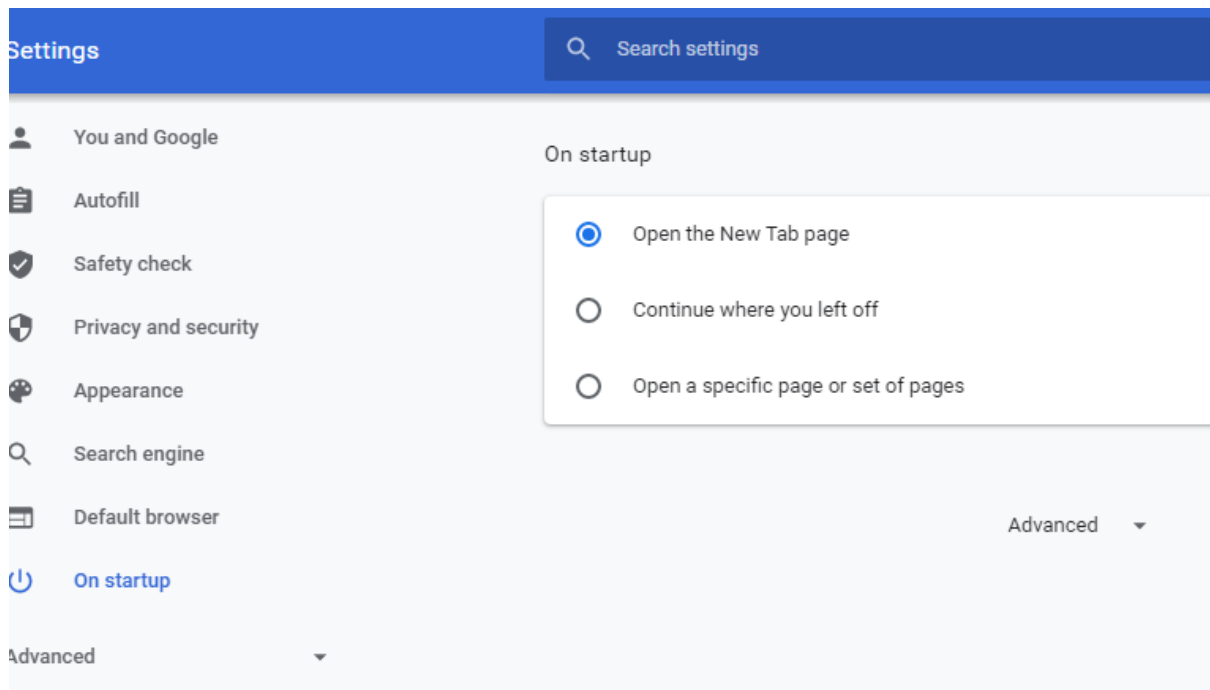 Settings
Search settings
You and Google
Autofill
Safety check
Privacy and security
Appearance
Search engine
Default browser
On startup
Advanced
On startup
Open the New Tab page
Continue where you left off
Open a specific page or set of pages
Advanced